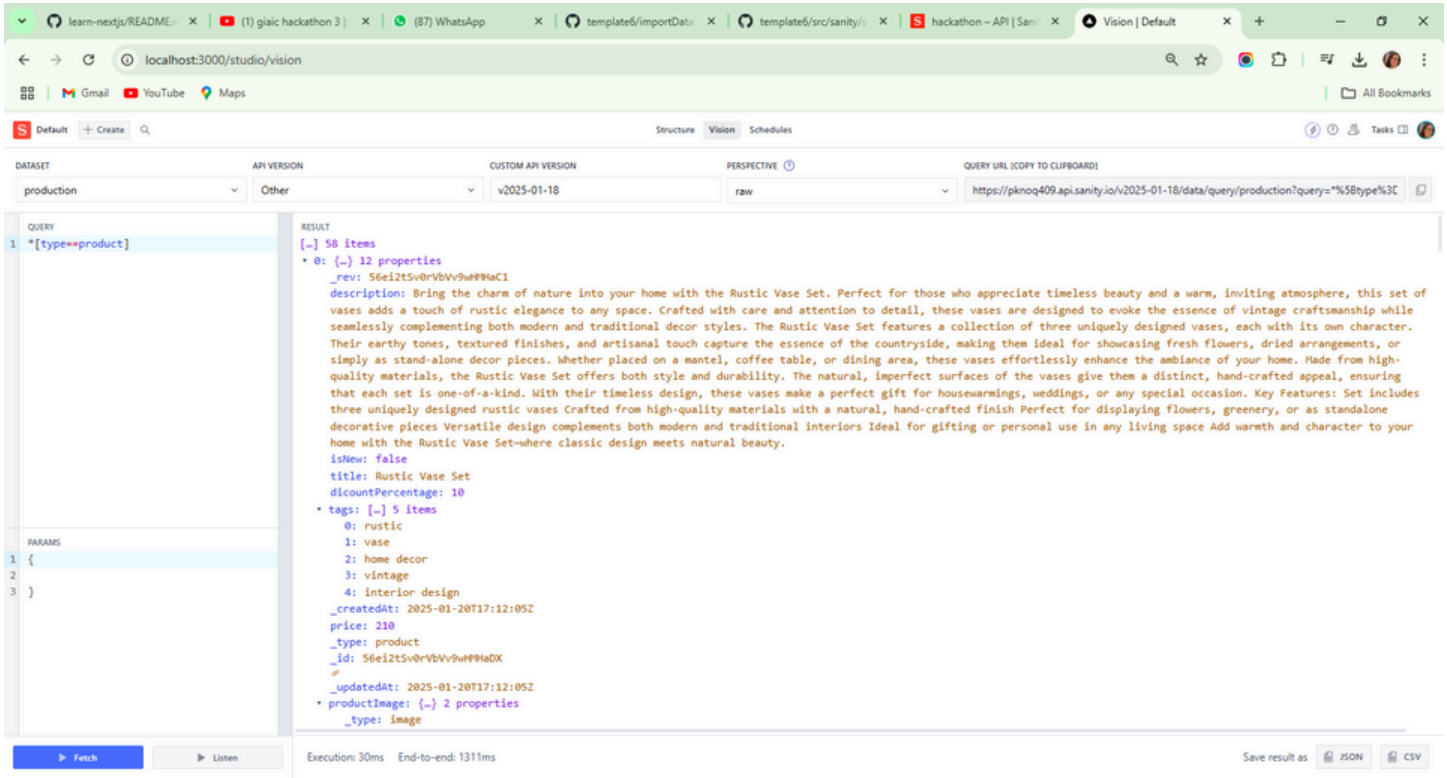 learn-nextjs/README.
(1) giaic hackathon 3 |
(87) WhatsApp
template6/importData
template6/src/sanity/s
hackathon – API | Sani
Vision | Default
localhost:3000/studio/vision
Gmail
YouTube
Maps
All Bookmarks
Default
+ Create
Structure
Vision
Schedules
Tasks
DATASET
API VERSION
CUSTOM API VERSION
PERSPECTIVE
QUERY URL [COPY TO CLIPBOARD]
production
Other
v2025-01-18
raw
https://pknoq409.api.sanity.io/v2025-01-18/data/query/production?query=*%5Btype%3D
QUERY
1 *[type==product]
PARAMS
1 {
2
3 }
RESULT
[…] 58 items
0: {…} 12 properties
_rev: 56ei2tSv0rVbVv9wHMHaC1
description: Bring the charm of nature into your home with the Rustic Vase Set. Perfect for those who appreciate timeless beauty and a warm, inviting atmosphere, this set of
vases adds a touch of rustic elegance to any space. Crafted with care and attention to detail, these vases are designed to evoke the essence of vintage craftsmanship while
seamlessly complementing both modern and traditional decor styles. The Rustic Vase Set features a collection of three uniquely designed vases, each with its own character.
Their earthy tones, textured finishes, and artisanal touch capture the essence of the countryside, making them ideal for showcasing fresh flowers, dried arrangements, or
simply as stand-alone decor pieces. Whether placed on a mantel, coffee table, or dining area, these vases effortlessly enhance the ambiance of your home. Made from high-
quality materials, the Rustic Vase Set offers both style and durability. The natural, imperfect surfaces of the vases give them a distinct, hand-crafted appeal, ensuring
that each set is one-of-a-kind. With their timeless design, these vases make a perfect gift for housewarmings, weddings, or any special occasion. Key Features: Set includes
three uniquely designed rustic vases Crafted from high-quality materials with a natural, hand-crafted finish Perfect for displaying flowers, greenery, or as standalone
decorative pieces Versatile design complements both modern and traditional interiors Ideal for gifting or personal use in any living space Add warmth and character to your
home with the Rustic Vase Set—where classic design meets natural beauty.
isNew: false
title: Rustic Vase Set
dicountPercentage: 10
tags: […] 5 items
0: rustic
1: vase
2: home decor
3: vintage
4: interior design
_createdAt: 2025-01-20T17:12:05Z
price: 210
_type: product
_id: 56ei2tSv0rVbVv9wHMHaDX
_updatedAt: 2025-01-20T17:12:05Z
productImage: {…} 2 properties
_type: image
Fetch
Listen
Execution: 30ms
End-to-end: 1311ms
Save result as
JSON
CSV